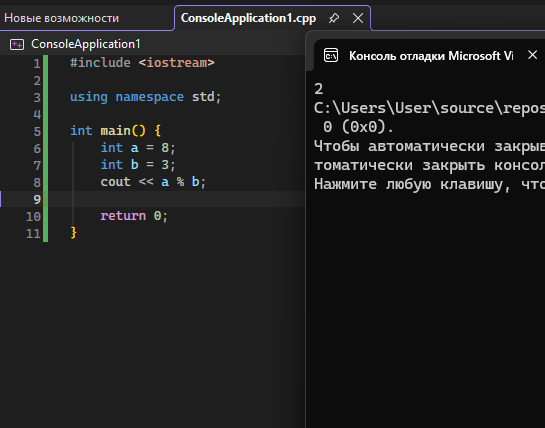 Новые возможности
ConsoleApplication1.cpp
ConsoleApplication1
1 #include <iostream>
2
3 using namespace std;
4
5 int main() {
6 int a = 8;
7 int b = 3;
8 cout << a % b;
9
10 return 0;
11 }
Консоль отладки Microsoft Vi
2
C:\Users\User\source\repos
0 (0x0).
Чтобы автоматически закрыв
томатически закрыть консол
Нажмите любую клавишу, что